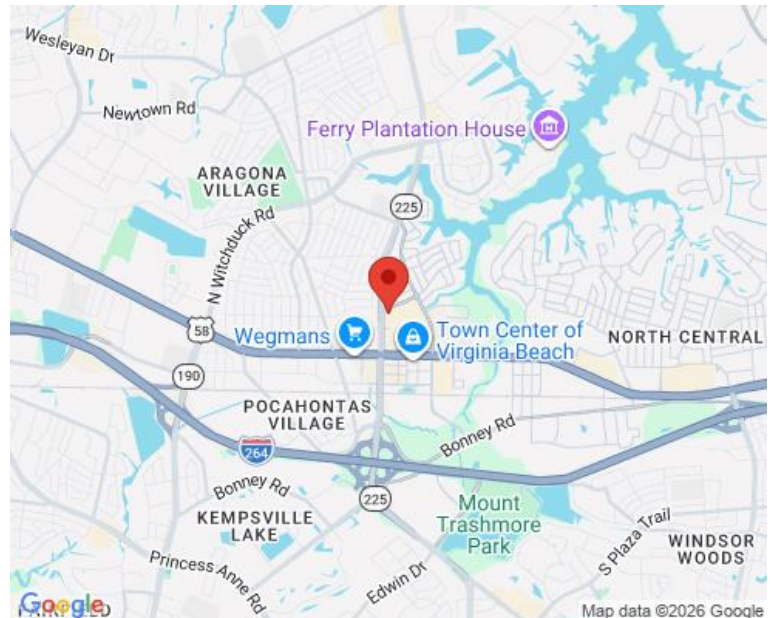 Wesleyan Dr
Newtown Rd
Ferry Plantation House
ARAGONA
VILLAGE
225
N Witchduck Rd
58
Wegmans
Town Center of
Virginia Beach
NORTH CENTRAL
190
POCAHONTAS
VILLAGE
Bonney Rd
264
Bonney Rd
225
Mount
Trashmore
Park
KEMPSVILLE
LAKE
S Plaza Trail
WINDSOR
WOODS
Princess Anne Rd
Edwin Dr
FAIRFIELD
Google
Map data ©2026 Google